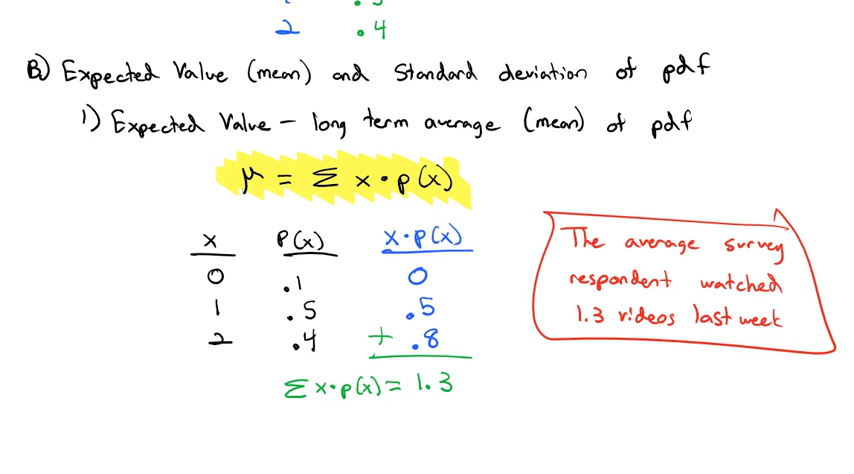 .5
2 .4
B) Expected Value (mean) and Standard deviation of pdf
1) Expected Value – long term average (mean) of pdf
μ = Σ x • p(x)
x P(x) x • p(x)
0 .1 0
1 .5 .5
2 .4 + .8
Σ x • p(x) = 1.3
The average survey
respondent watched
1.3 videos last week